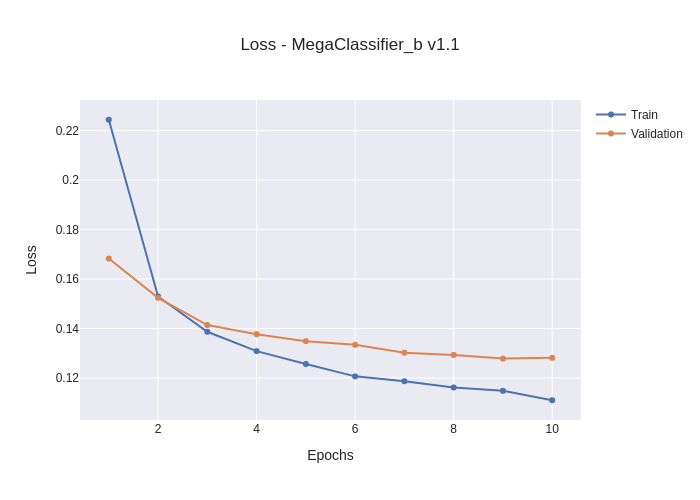 Loss - MegaClassifier_b v1.1
Train
Validation
0.22
0.2
0.18
0.16
0.14
0.12
Loss
2 4 6 8 10
Epochs